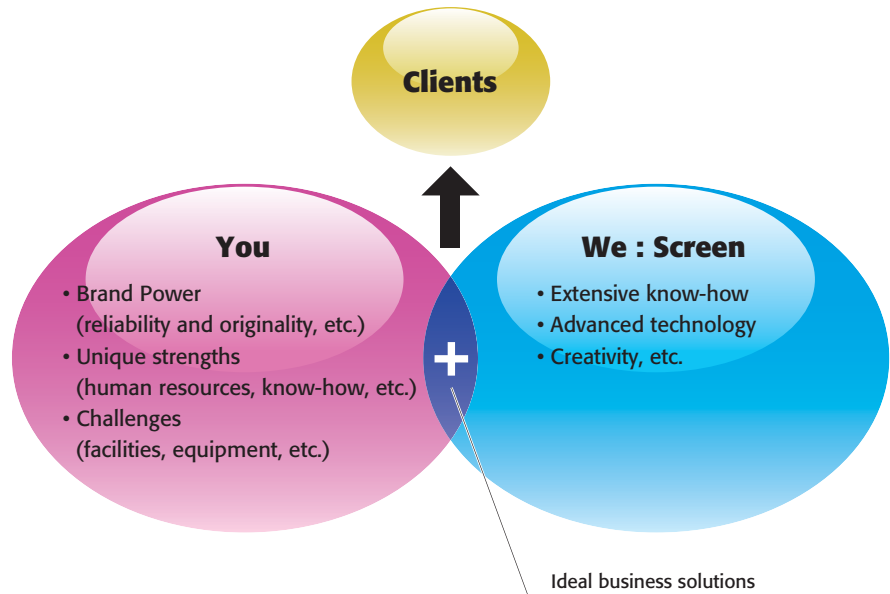 Clients
You
• Brand Power
(reliability and originality, etc.)
• Unique strengths
(human resources, know-how, etc.)
• Challenges
(facilities, equipment, etc.)
+
We : Screen
• Extensive know-how
• Advanced technology
• Creativity, etc.
Ideal business solutions